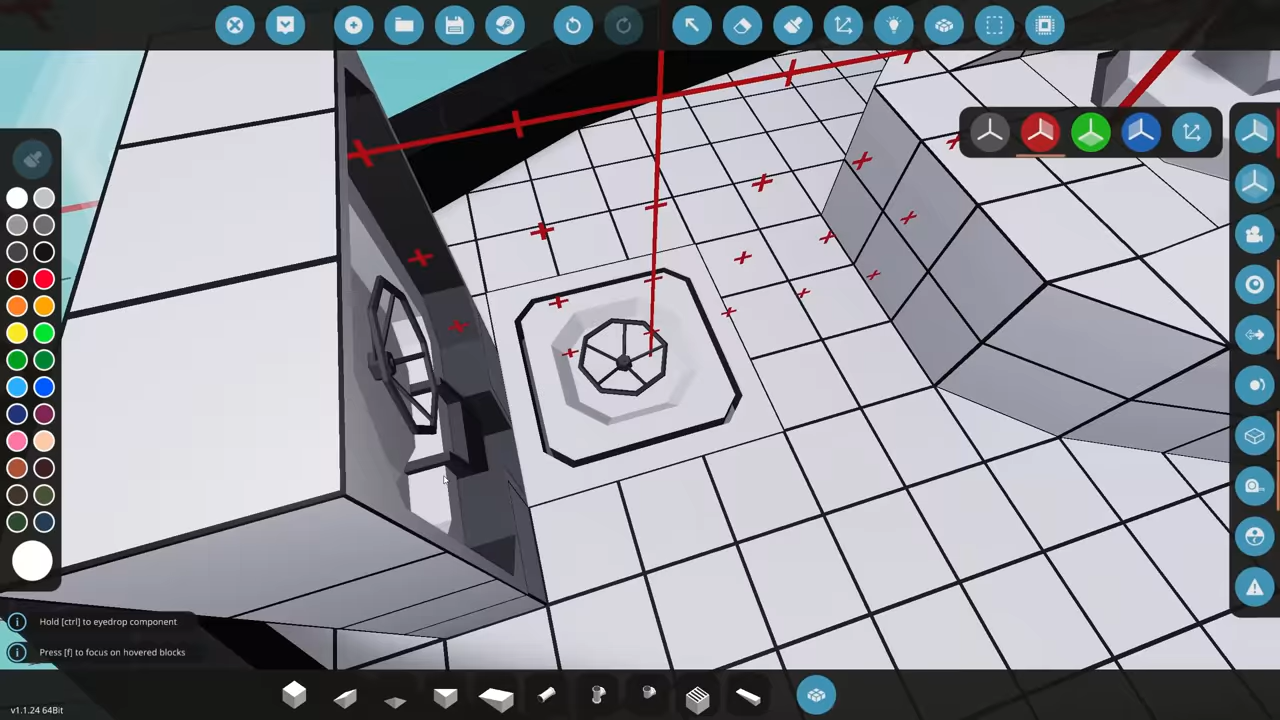 Hold [ctrl] to eyedrop component
Press [f] to focus on hovered blocks
v1.1.24 64Bit